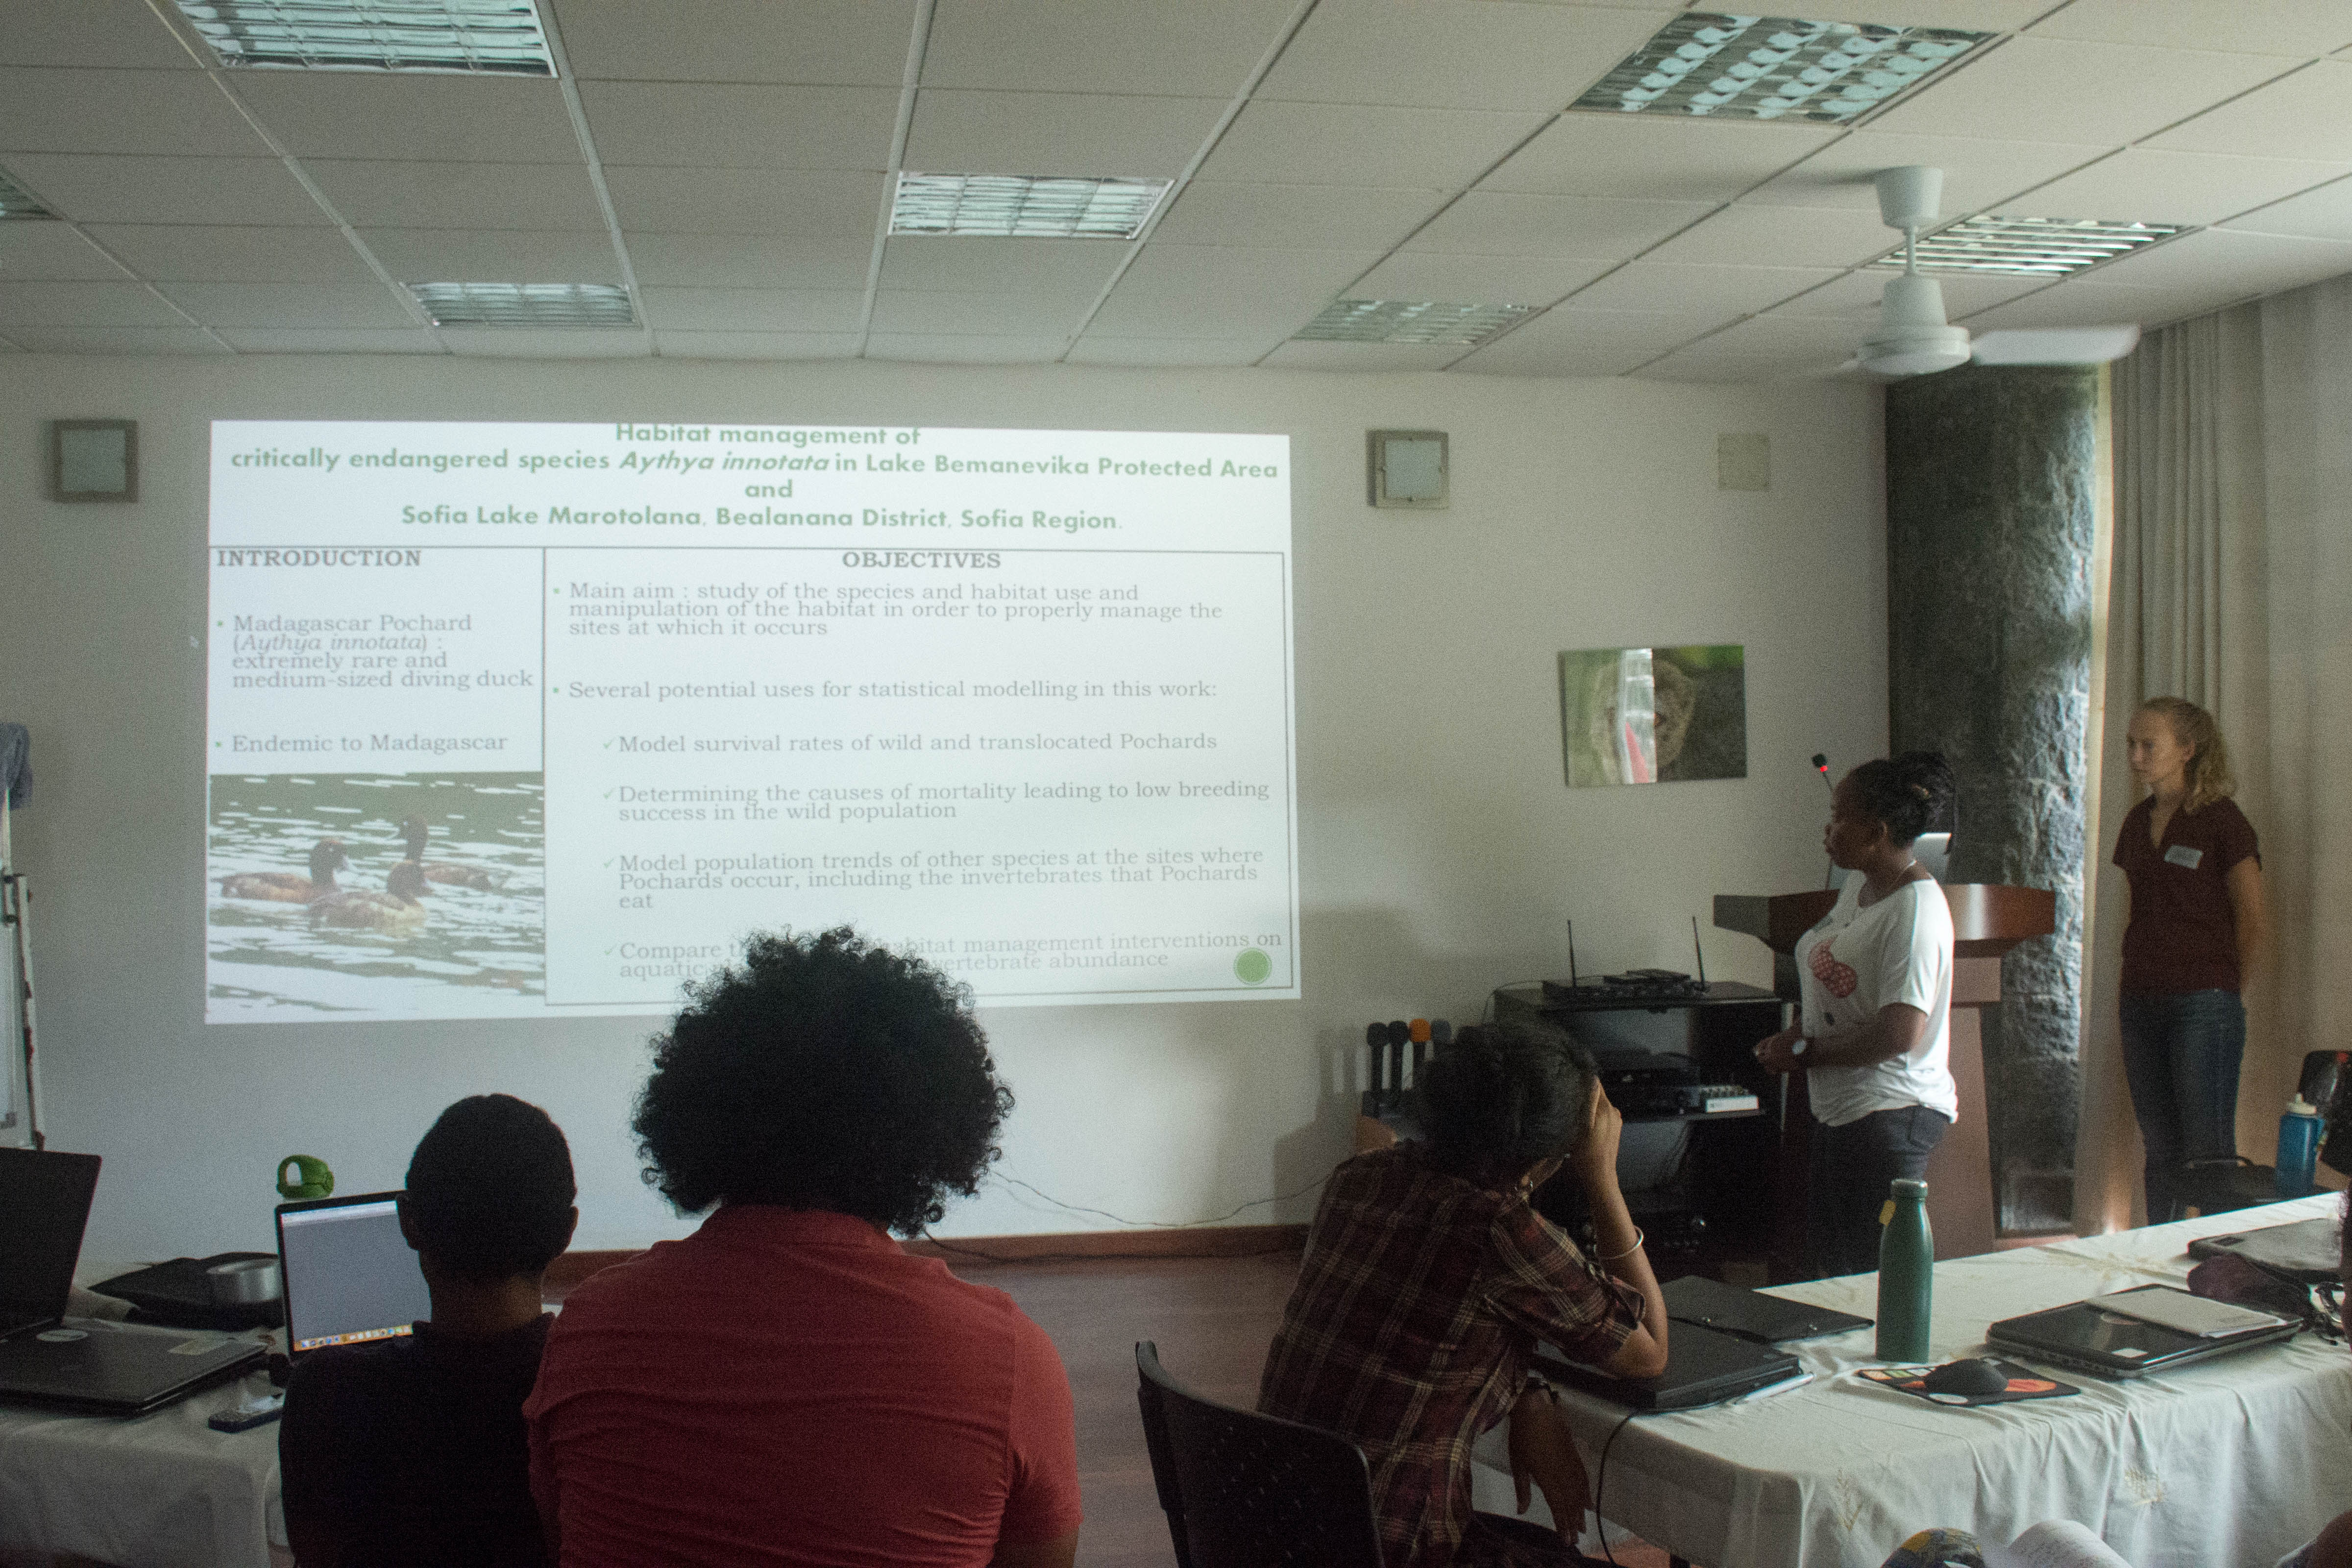 Habitat management of
critically endangered species Aythya innotata in Lake Bemanevika Protected Area
and
Sofia Lake Marotolana, Bealanana District, Sofia Region.
INTRODUCTION
▪ Madagascar Pochard
(Aythya innotata) :
extremely rare and
medium-sized diving duck
▪ Endemic to Madagascar
OBJECTIVES
▪ Main aim : study of the species and habitat use and
manipulation of the habitat in order to properly manage the
sites at which it occurs
▪ Several potential uses for statistical modelling in this work:
✓ Model survival rates of wild and translocated Pochards
✓ Determining the causes of mortality leading to low breeding
success in the wild population
✓ Model population trends of other species at the sites where
Pochards occur, including the invertebrates that Pochards
eat
✓ Compare management interventions on
aquatic abundance